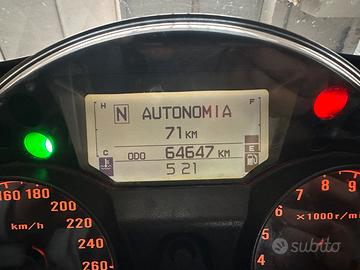 H
F
N AUTONOMIA
71 KM
C
E
ODO 64647 KM
5 21
160 180
200
220
240
260
km/h
9
8
7
6
5
4
×1000r/min
subito